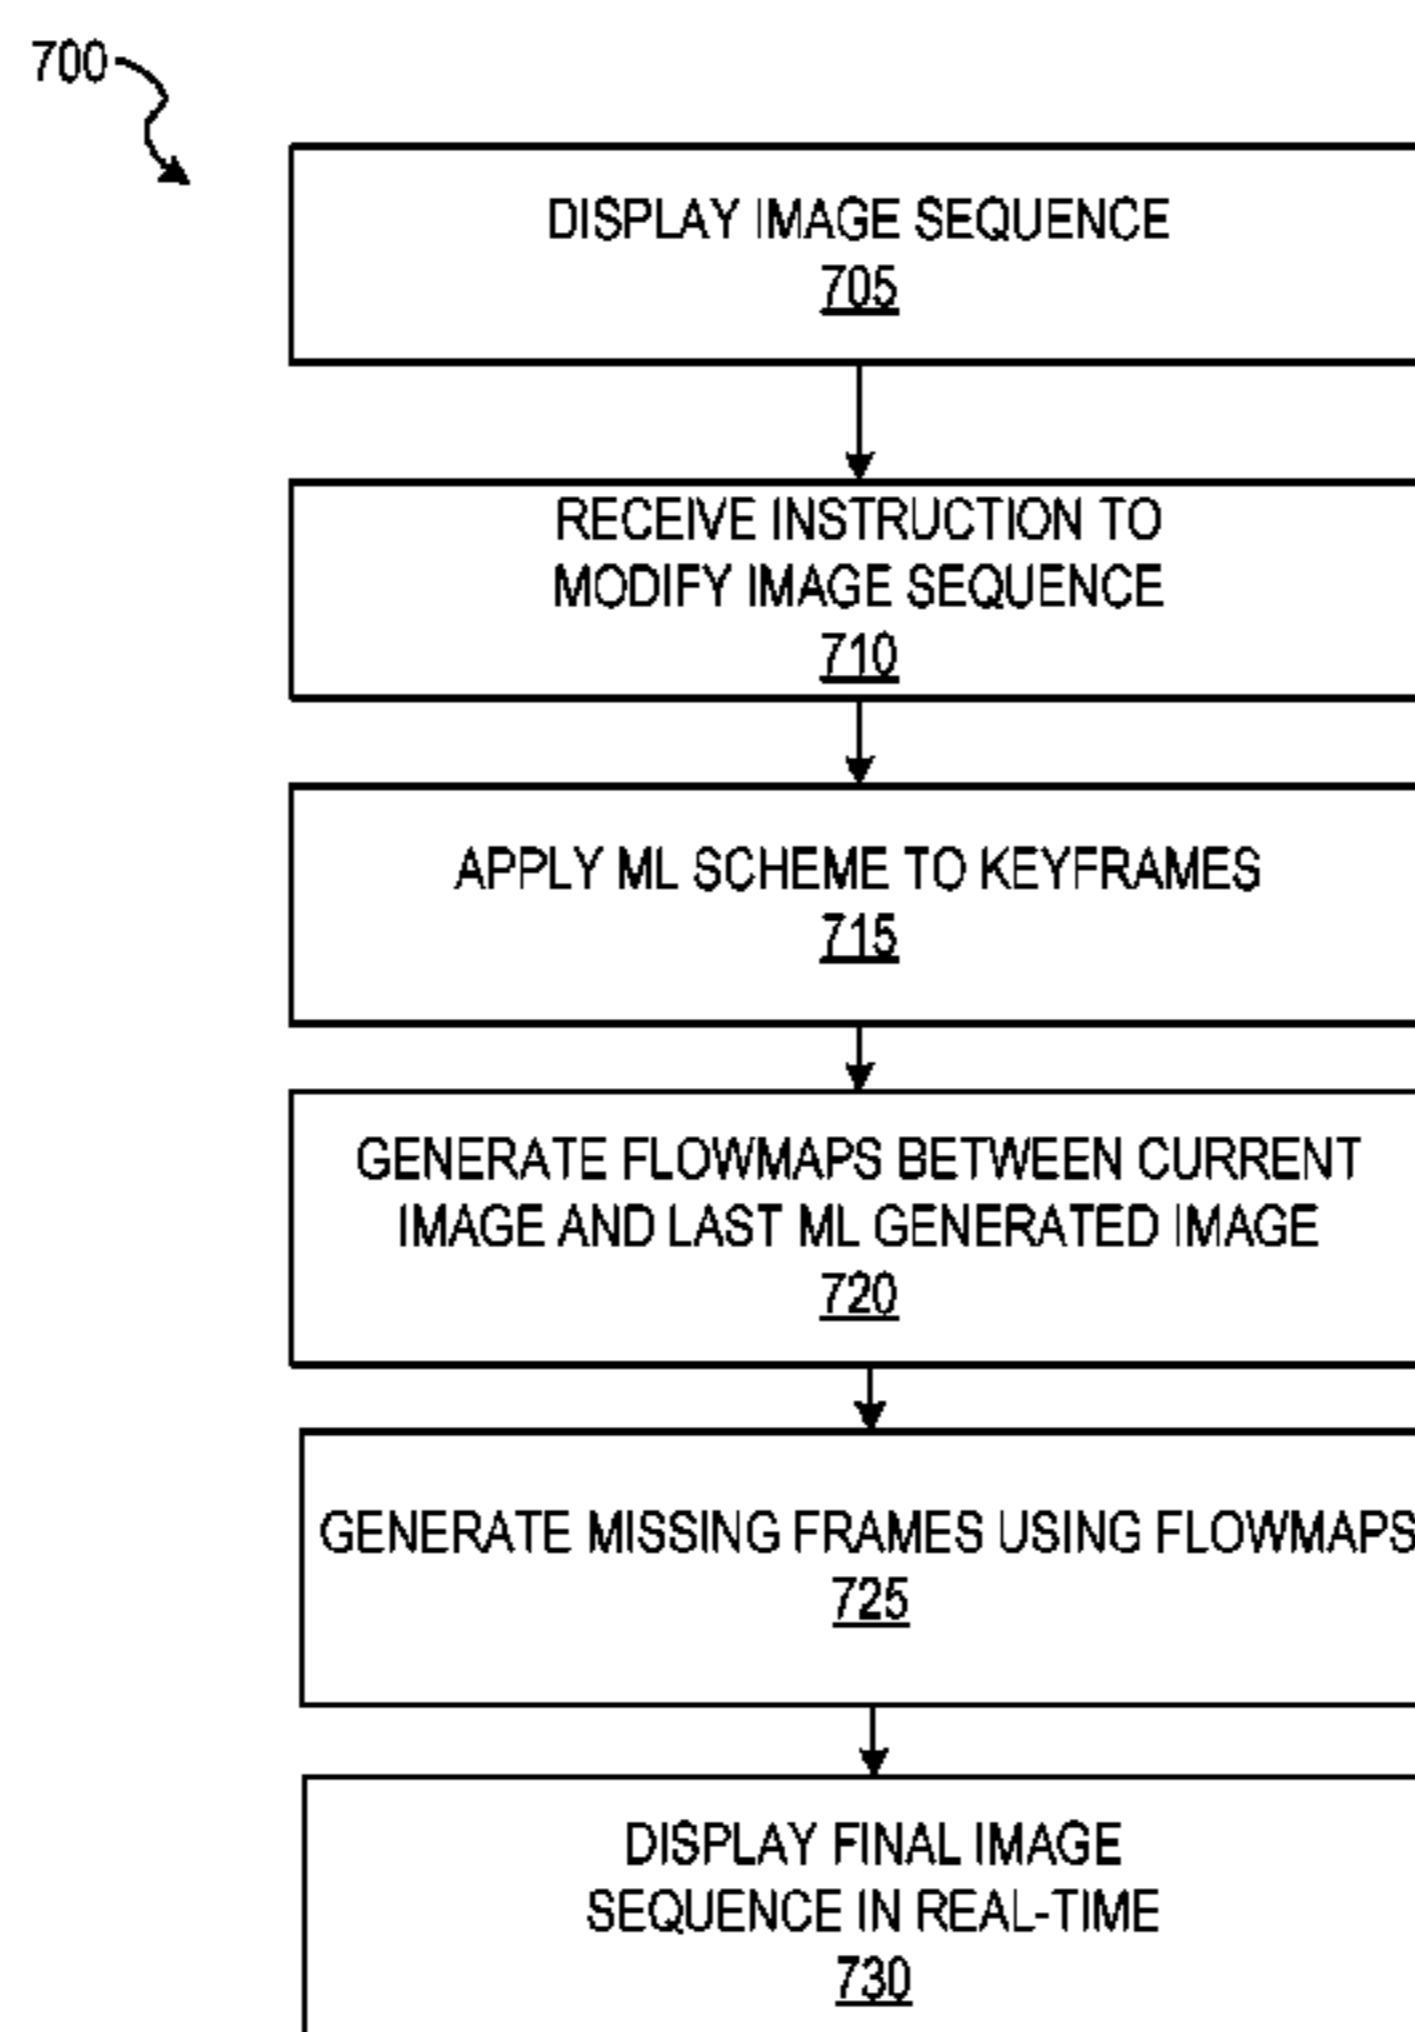 700
DISPLAY IMAGE SEQUENCE
705
RECEIVE INSTRUCTION TO
MODIFY IMAGE SEQUENCE
710
APPLY ML SCHEME TO KEYFRAMES
715
GENERATE FLOWMAPS BETWEEN CURRENT
IMAGE AND LAST ML GENERATED IMAGE
720
GENERATE MISSING FRAMES USING FLOWMAPS
725
DISPLAY FINAL IMAGE
SEQUENCE IN REAL-TIME
730